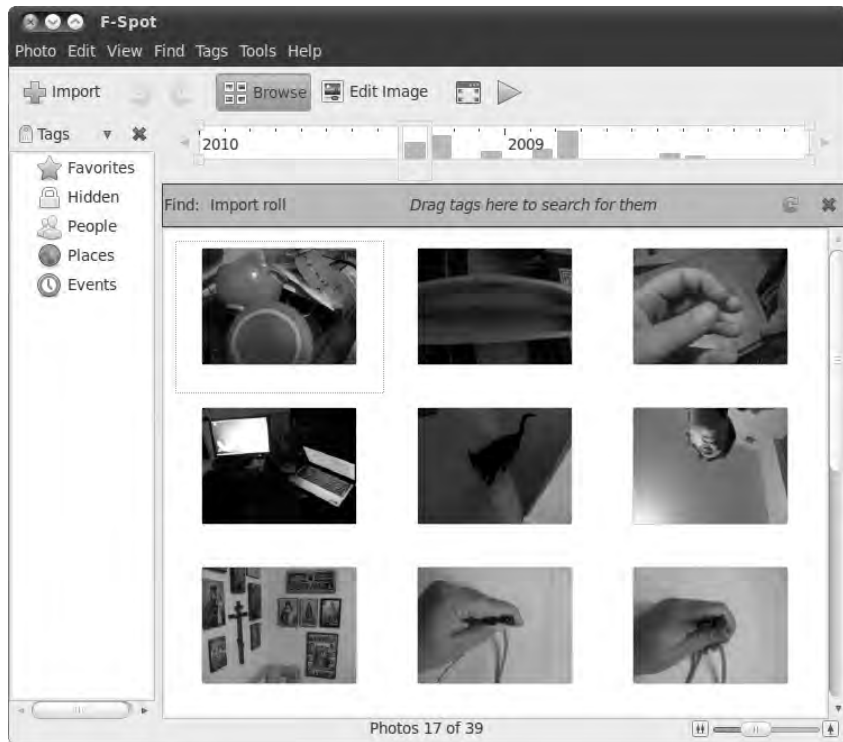 F-Spot
Photo Edit View Find Tags Tools Help
Import Browse Edit Image
Tags
2010 2009
Favorites
Hidden
People
Places
Events
Find: Import roll Drag tags here to search for them
Photos 17 of 39